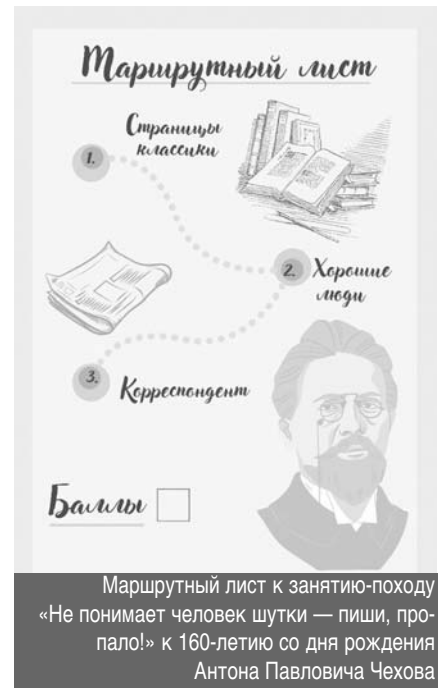 Маршрутный лист
Страницы
классики
1.
2. Хорошие
люди
3.
Корреспондент
Баллы
Маршрутный лист к занятию-походу
«Не понимает человек шутки — пиши, про-
пало!» к 160-летию со дня рождения
Антона Павловича Чехова